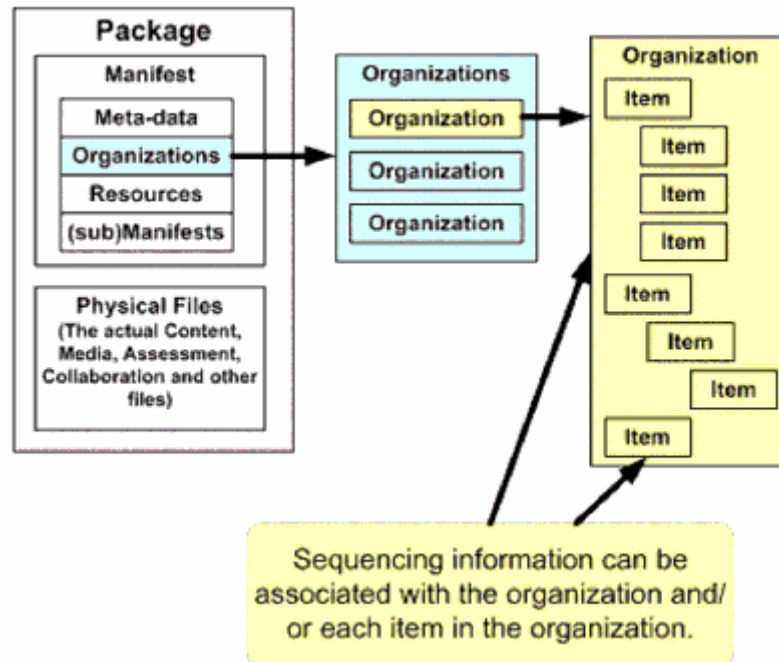 Package
Manifest
Meta-data
Organizations
Resources
(sub)Manifests
Physical Files
(The actual Content,
Media, Assessment,
Collaboration and other
files)
Organizations
Organization
Organization
Organization
Organization
Item
Item
Item
Item
Item
Item
Item
Item
Sequencing information can be
associated with the organization and/
or each item in the organization.